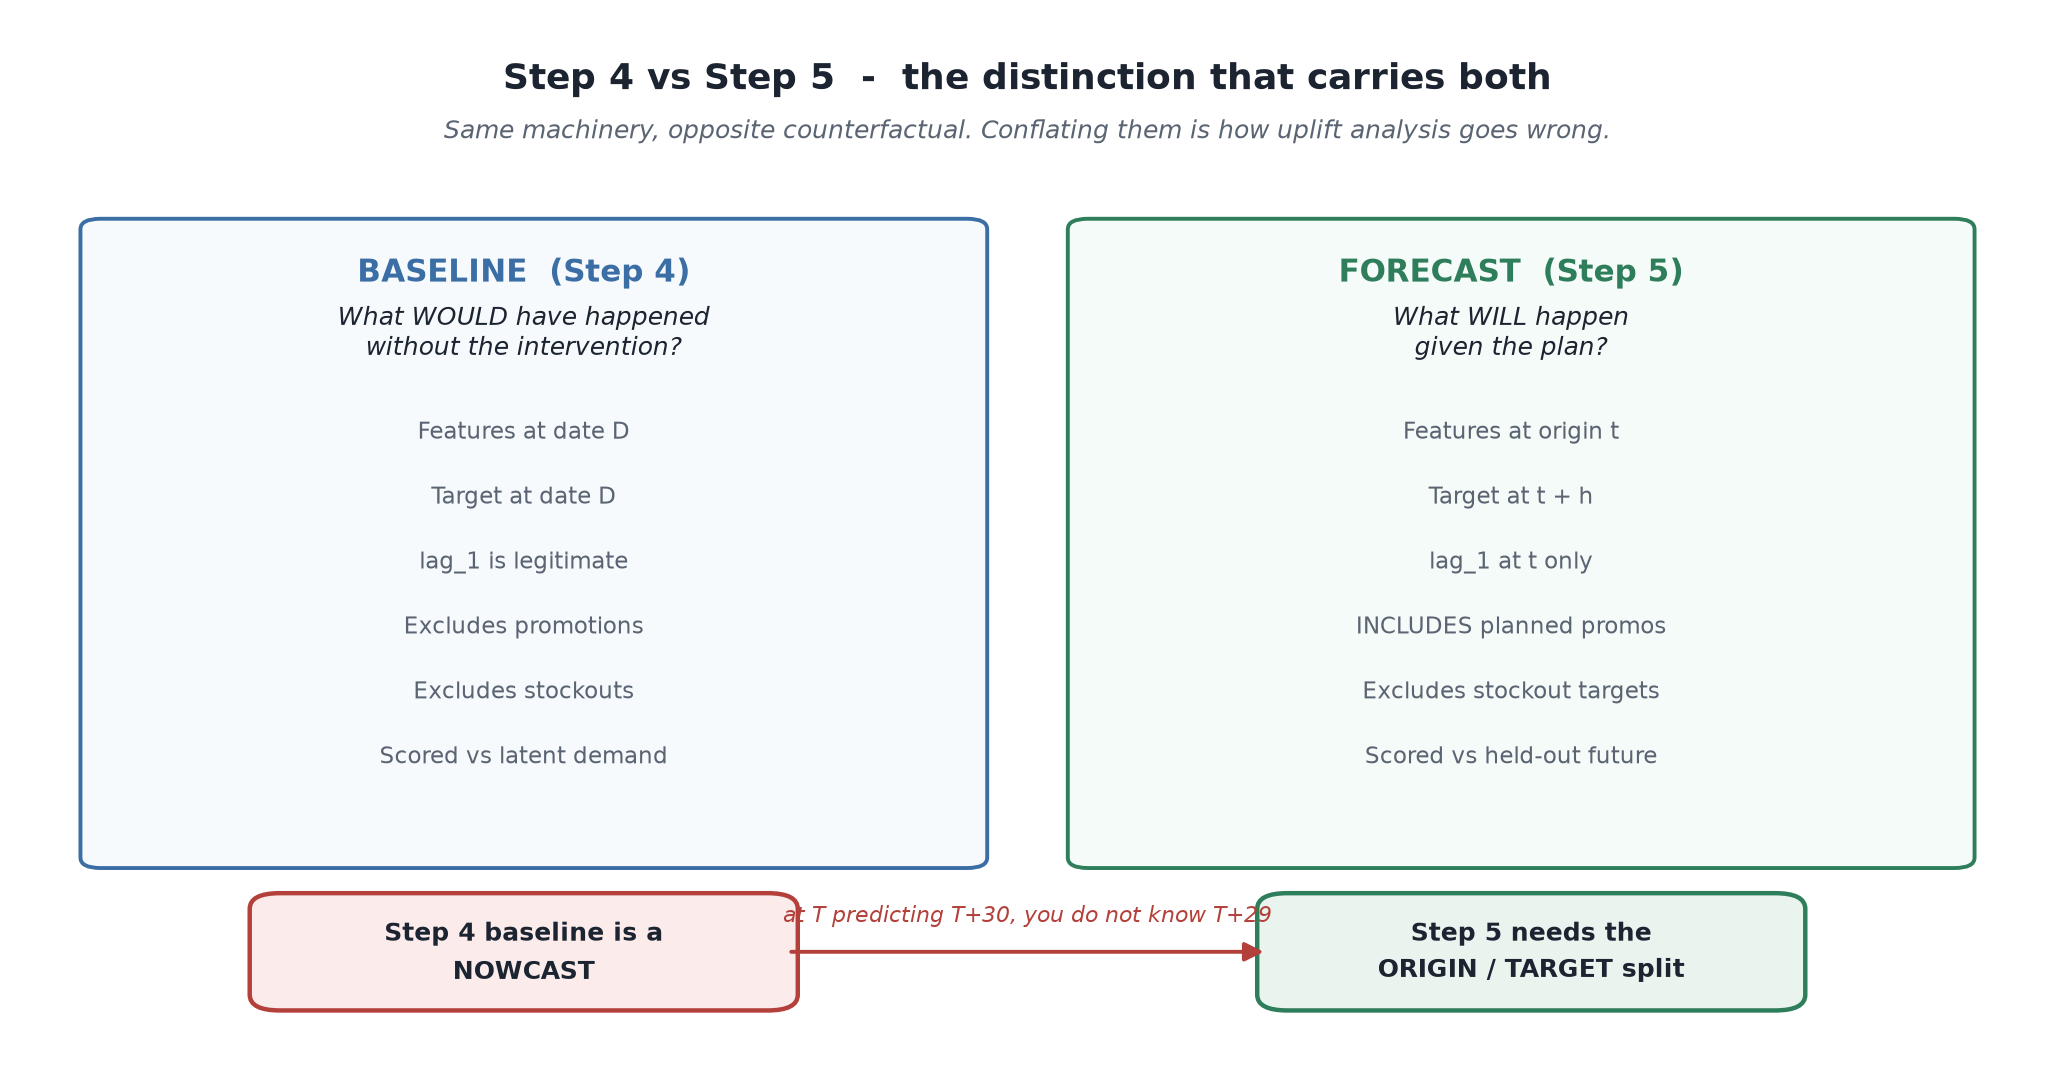 Step 4 vs Step 5 - the distinction that carries both
Same machinery, opposite counterfactual. Conflating them is how uplift analysis goes wrong.
BASELINE (Step 4)
What WOULD have happened
without the intervention?
Features at date D
Target at date D
lag_1 is legitimate
Excludes promotions
Excludes stockouts
Scored vs latent demand
FORECAST (Step 5)
What WILL happen
given the plan?
Features at origin t
Target at t + h
lag_1 at t only
INCLUDES planned promos
Excludes stockout targets
Scored vs held-out future
Step 4 baseline is a
NOWCAST
at T predicting T+30, you do not know T+29
Step 5 needs the
ORIGIN / TARGET split